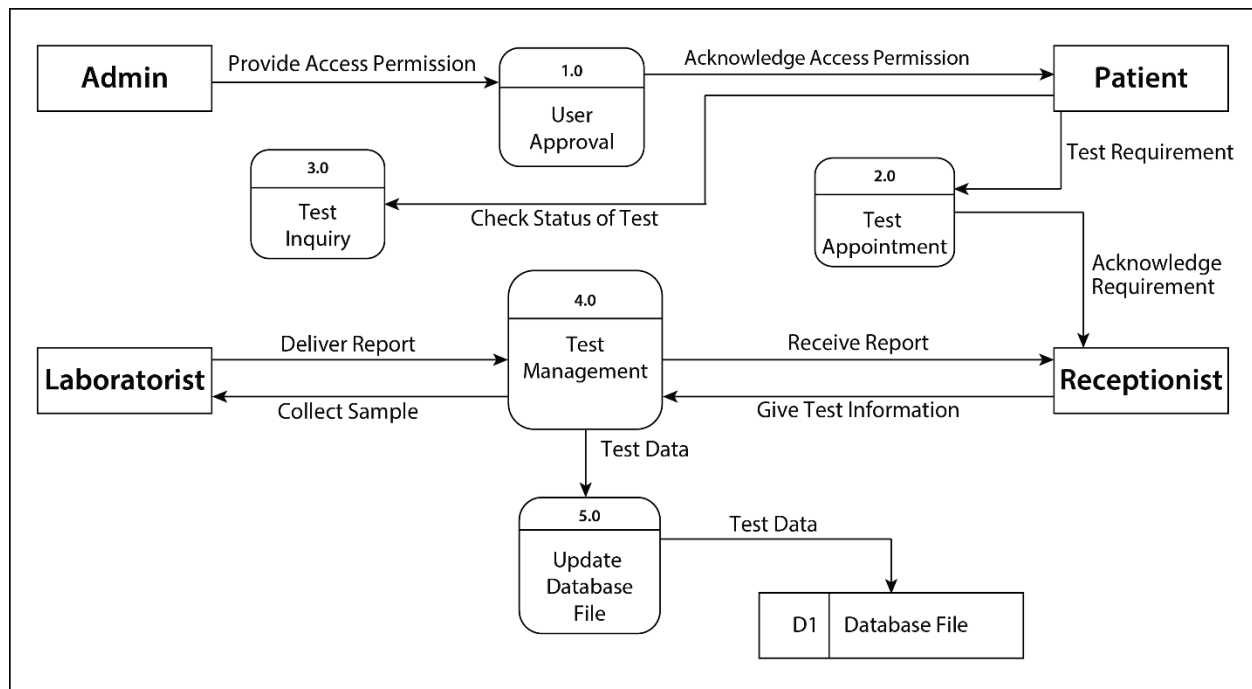 Admin
Provide Access Permission
1.0
User
Approval
Acknowledge Access Permission
Patient
Test Requirement
3.0
Test
Inquiry
Check Status of Test
2.0
Test
Appointment
Acknowledge
Requirement
Laboratorist
Deliver Report
Collect Sample
4.0
Test
Management
Receive Report
Give Test Information
Receptionist
Test Data
5.0
Update
Database
File
Test Data
D1 Database File